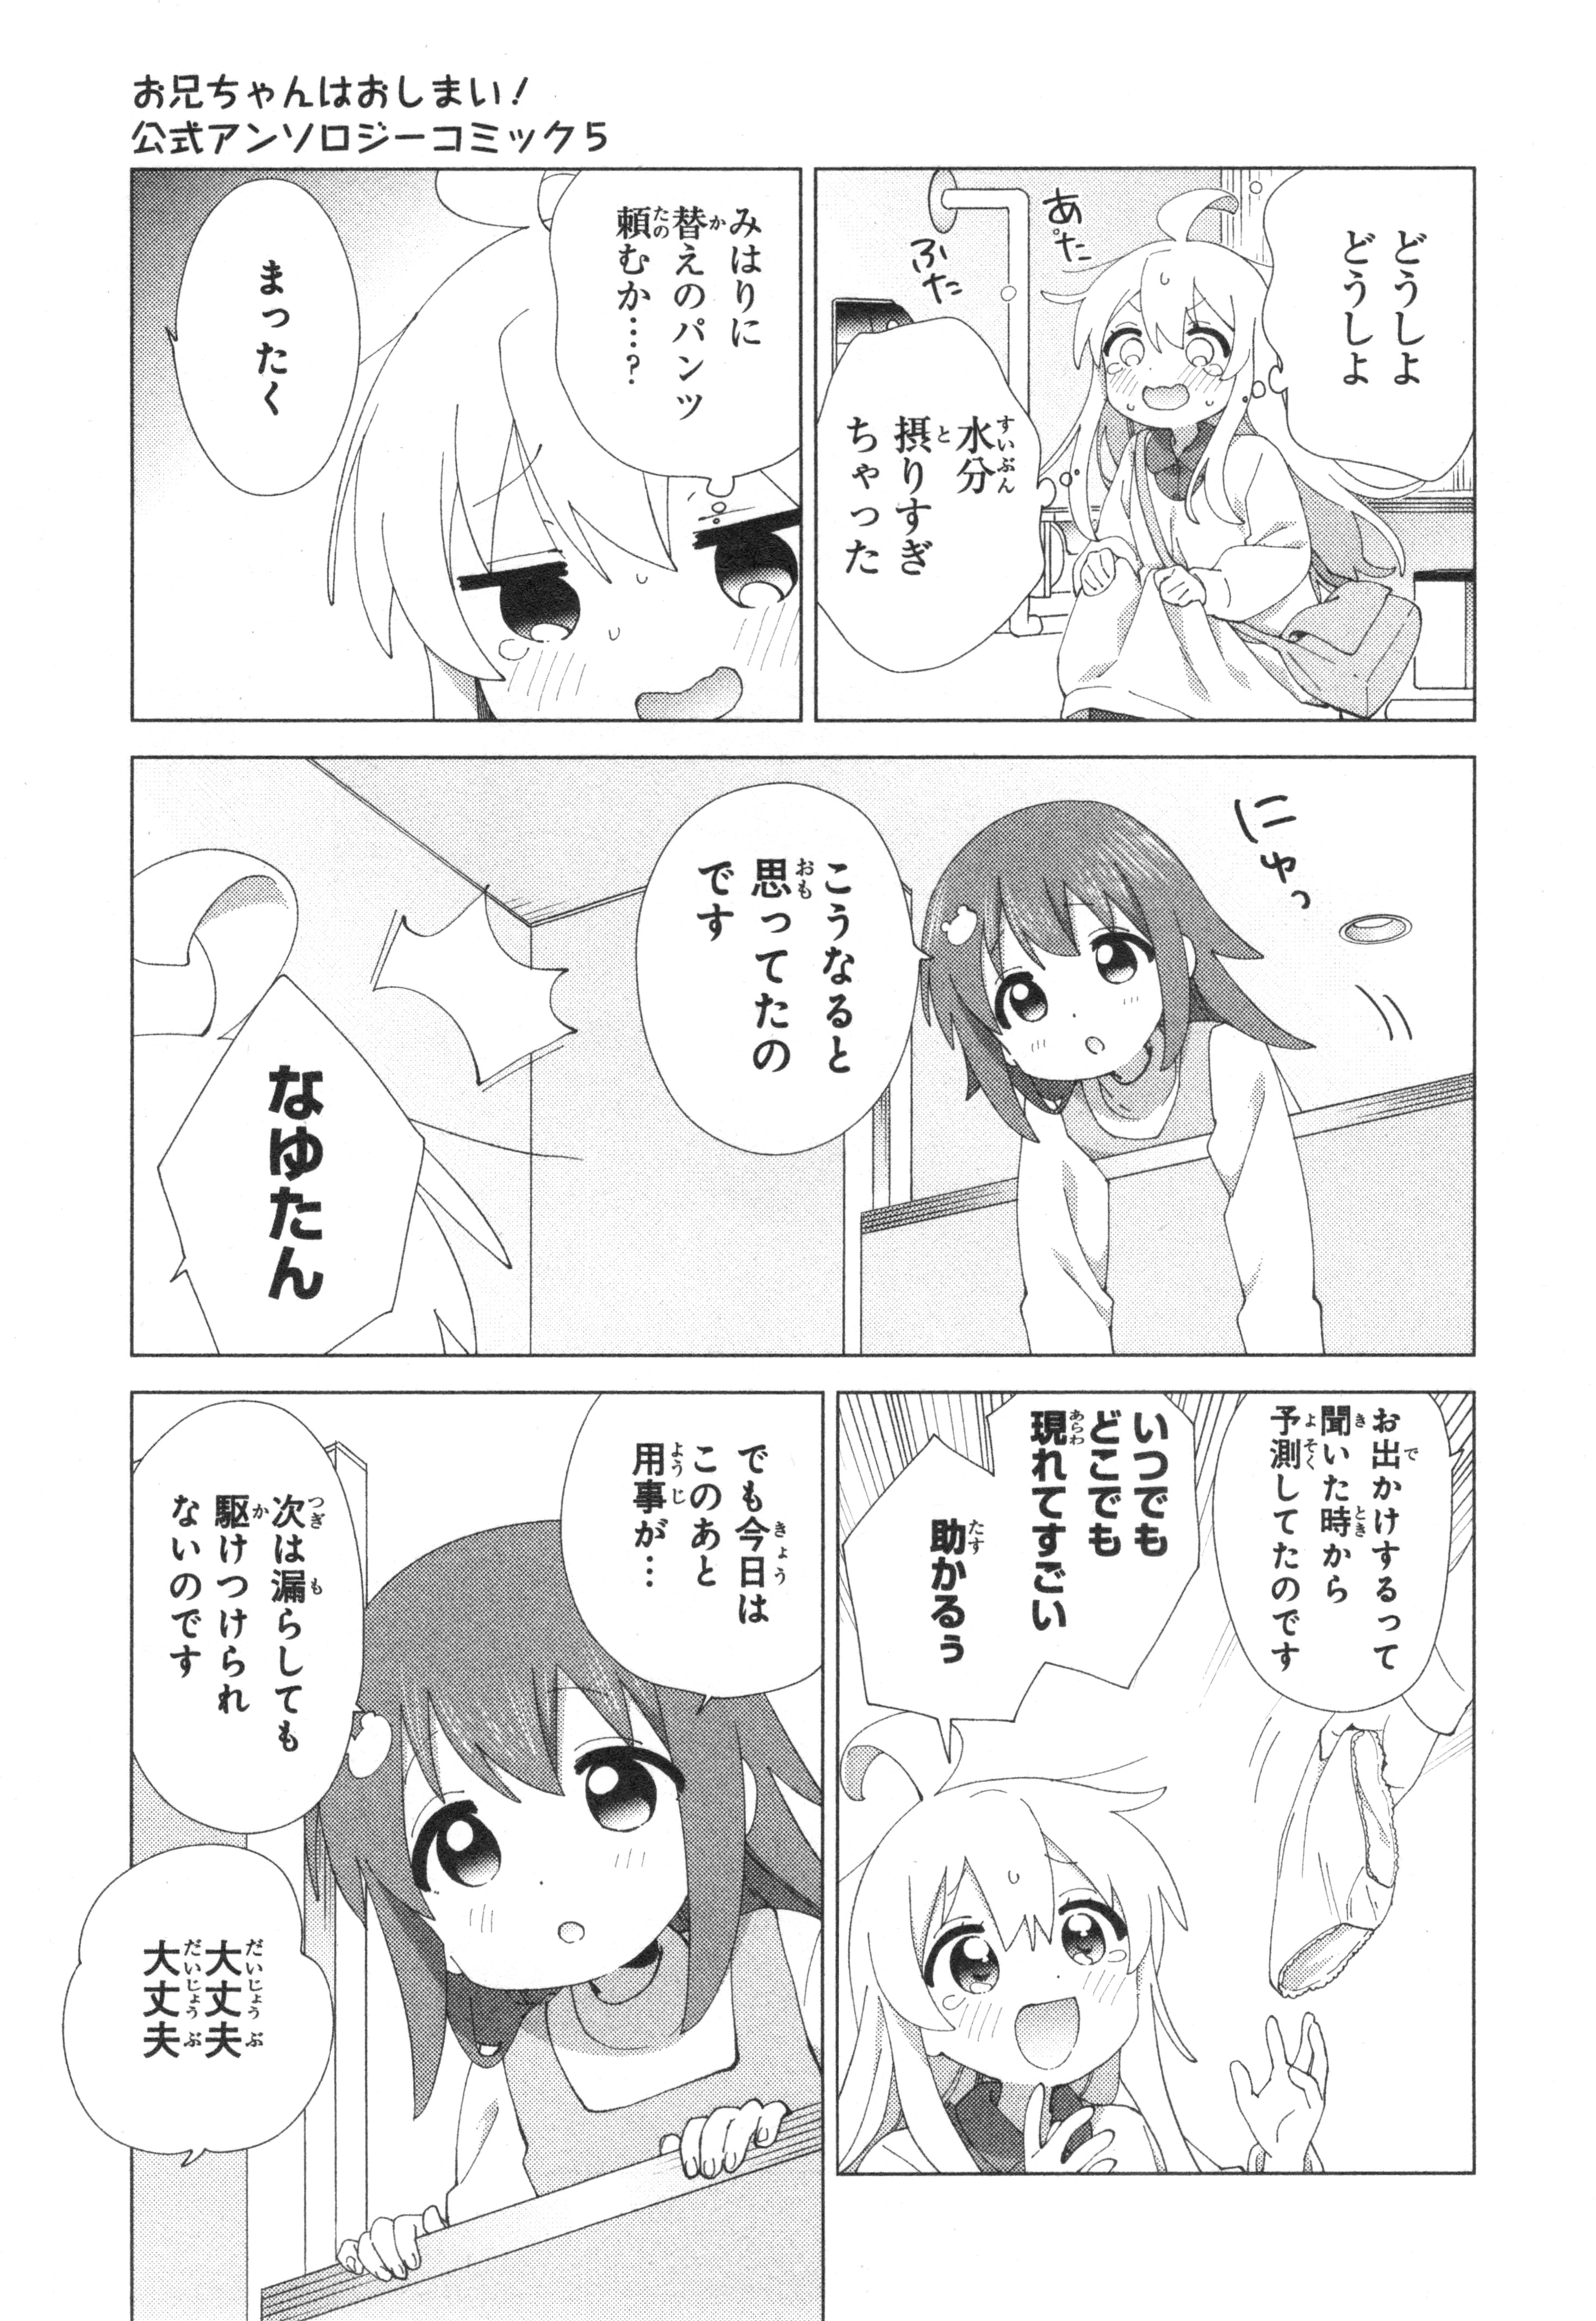 お兄ちゃんはおしまい!
公式アンソロジーコミック5
どうしよ
どうしよ
あた
ふた
水分
摂りすぎ
ちゃった
みはりに
替えのパンツ
頼むか…?
まったく
にゅっ
こうなると
思ってたの
です
なゆたん
お出かけするって
聞いた時から
予測してたのです
いつでも
どこでも
現れてすごい
助かるぅ
でも今日は
このあと
用事が…
次は漏らしても
駆けつけられ
ないのです
大丈夫
大丈夫